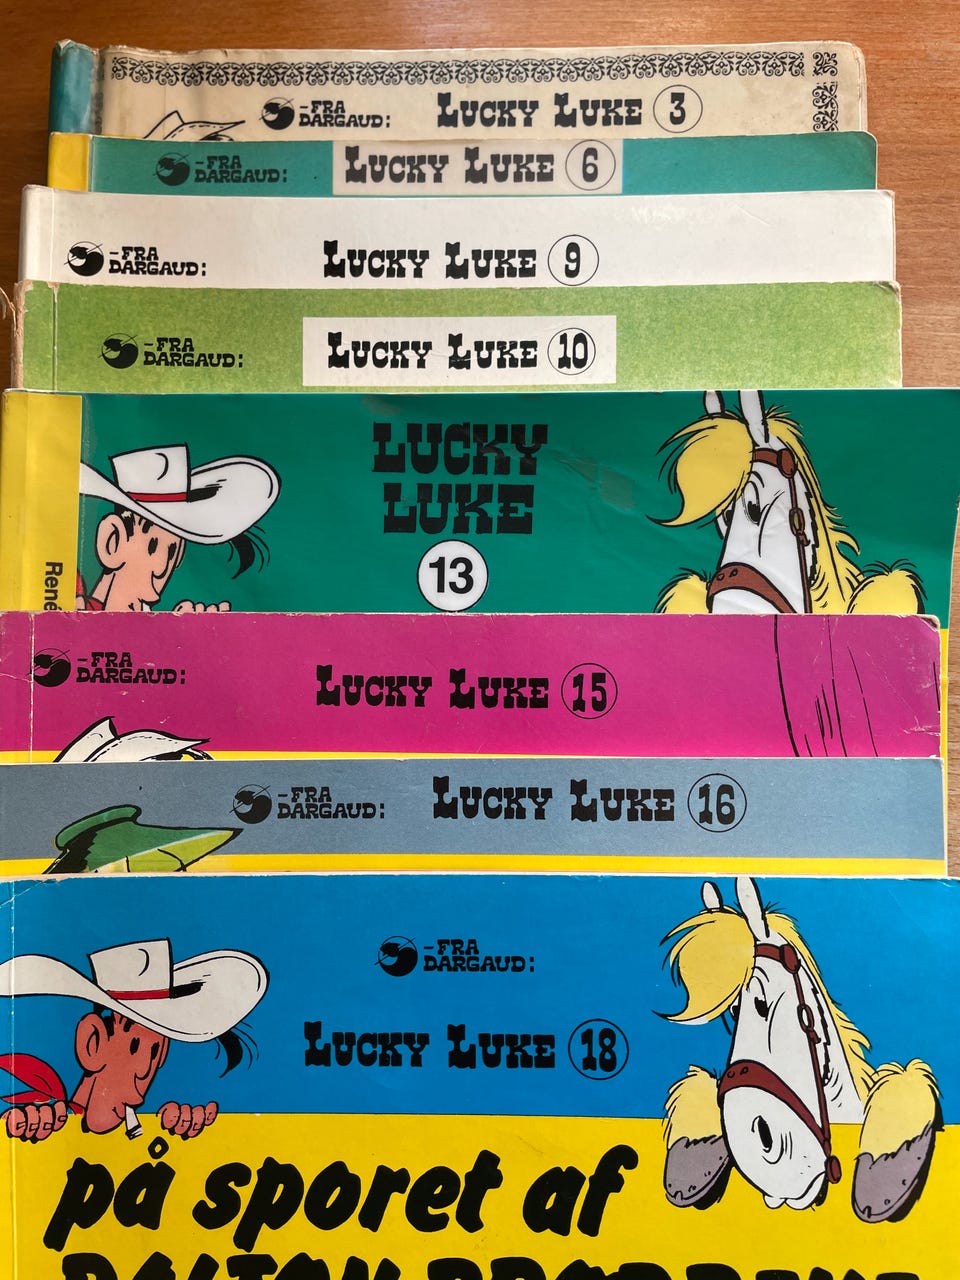 –FRA
DARGAUD:
LUCKY LUKE 3
–FRA
DARGAUD:
LUCKY LUKE 6
–FRA
DARGAUD:
LUCKY LUKE 9
–FRA
DARGAUD:
LUCKY LUKE 10
LUCKY
LUKE
13
René
–FRA
DARGAUD:
LUCKY LUKE 15
–FRA
DARGAUD:
LUCKY LUKE 16
–FRA
DARGAUD:
LUCKY LUKE 18
på sporet af